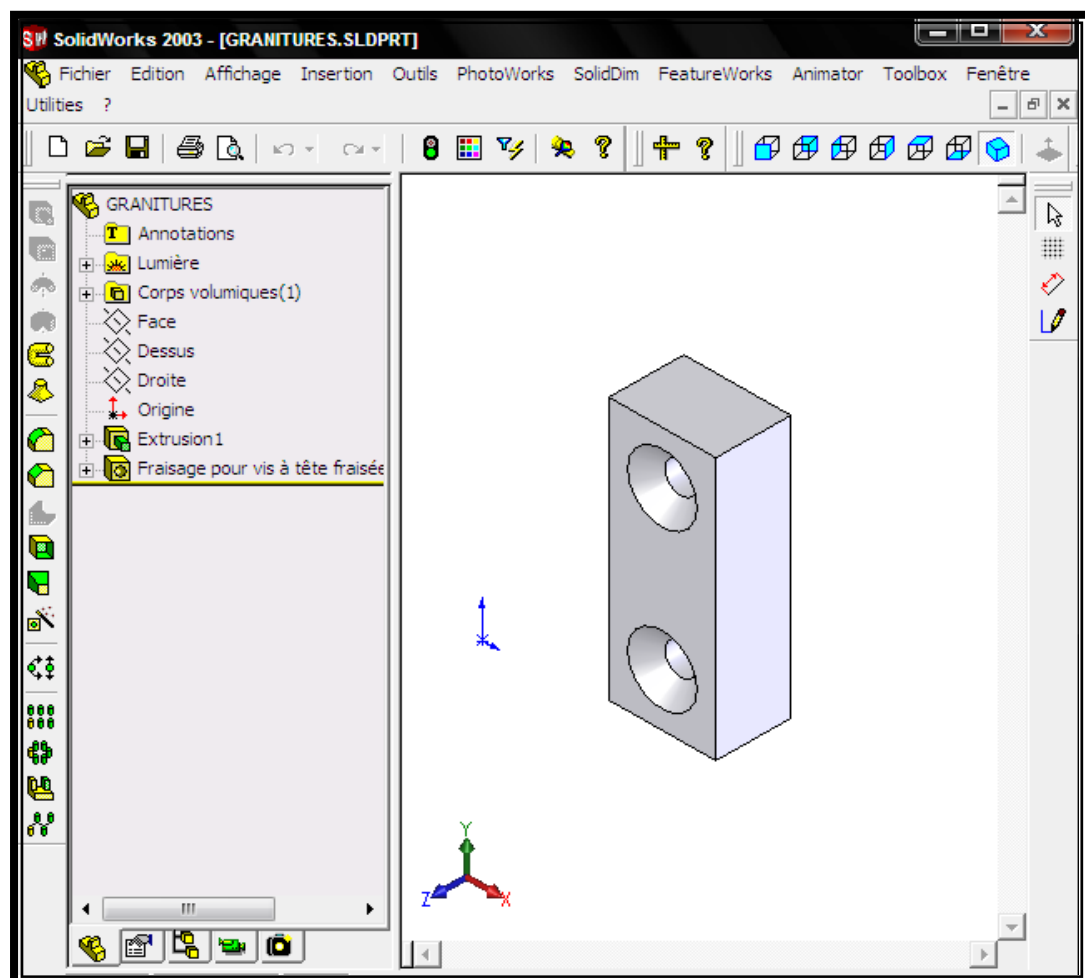 SolidWorks 2003 - [GRANITURES.SLDPRT]
Fichier Edition Affichage Insertion Outils PhotoWorks SolidDim FeatureWorks Animator Toolbox Fenêtre
Utilities ?
GRANITURES
Annotations
Lumière
Corps volumiques(1)
Face
Dessus
Droite
Origine
Extrusion1
Fraisage pour vis à tête fraisée
Y
Z
X